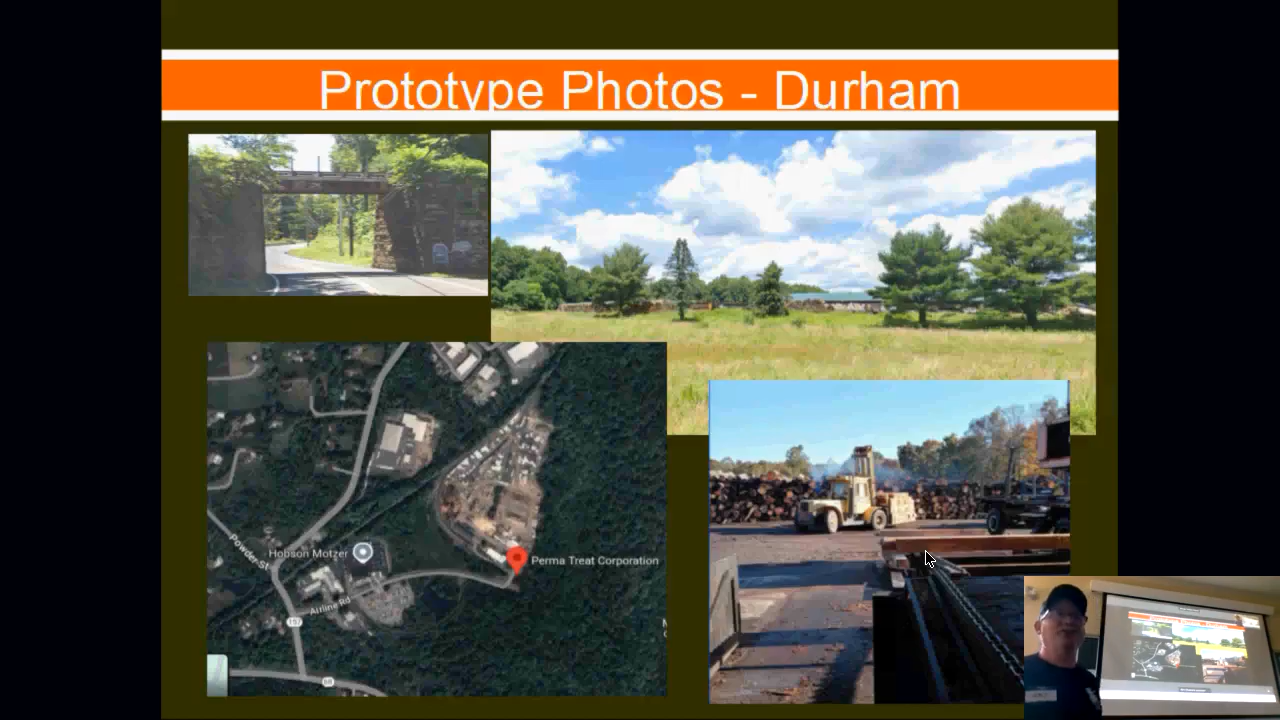 Prototype Photos - Durham
Powder St
Hobson Motzer
Perma Treat Corporation
Airline Rd
157
68